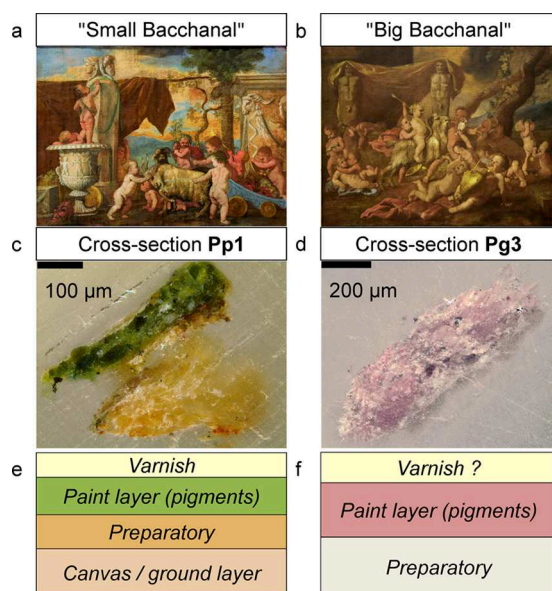 a "Small Bacchanal" b "Big Bacchanal"
c Cross-section Pp1 d Cross-section Pg3
100 µm 200 µm
e Varnish f Varnish ?
Paint layer (pigments) Paint layer (pigments)
Preparatory Preparatory
Canvas / ground layer